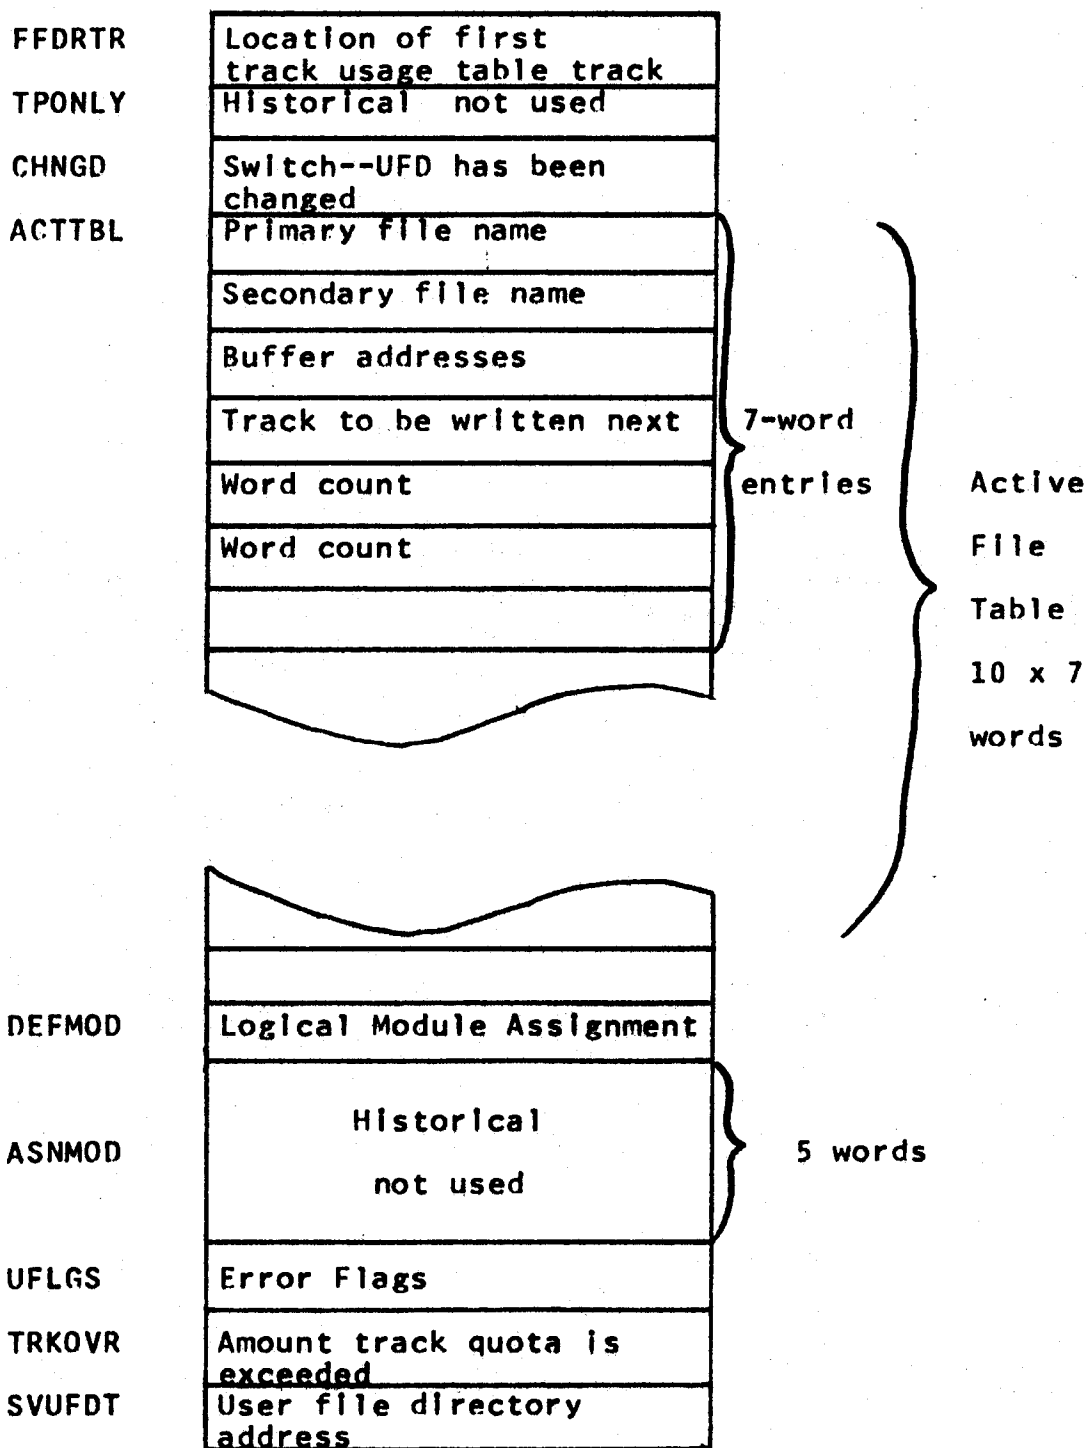 FFDRTR Location of first
track usage table track
TPONLY Historical not used
CHNGD Switch--UFD has been
changed
ACTTBL Primary file name
Secondary file name
Buffer addresses
Track to be written next 7-word
Word count entries Active
Word count File
Table
10 x 7
words
DEFMOD Logical Module Assignment
Historical
ASNMOD 5 words
not used
UFLGS Error Flags
TRKOVR Amount track quota is
exceeded
SVUFDT User file directory
address